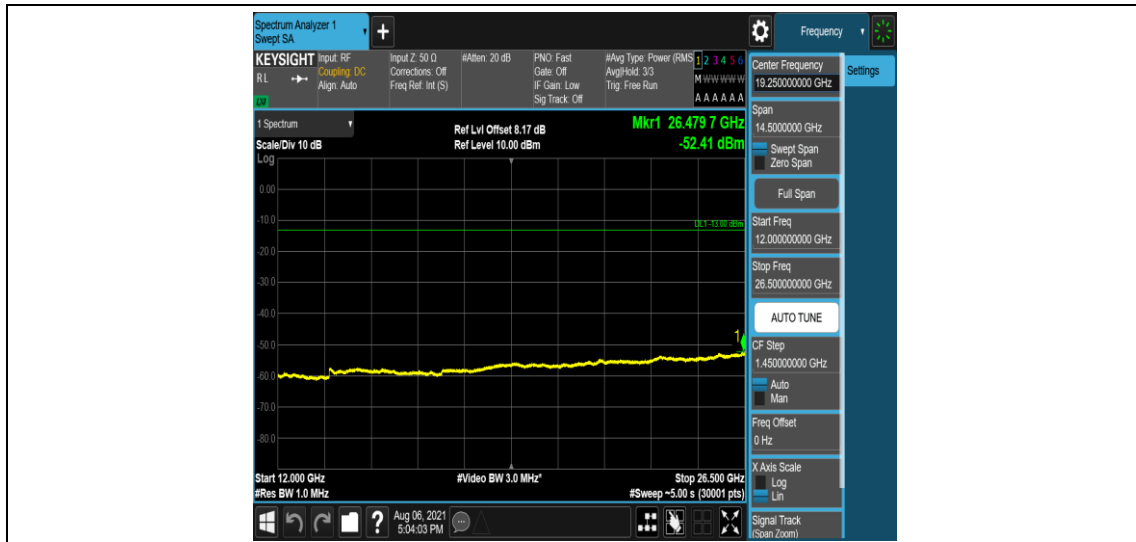 Spectrum Analyzer 1
Swept SA
+
Frequency
KEYSIGHT
RL
Input: RF
Coupling: DC
Align: Auto
Input Z: 50 Ω
Corrections: Off
Freq Ref: Int (S)
#Atten: 20 dB
PNO: Fast
Gate: Off
IF Gain: Low
Sig Track: Off
#Avg Type: Power (RMS
Avg|Hold: 3/3
Trig: Free Run
1 2 3 4 5 6
M W W W W W
A A A A A A
1 Spectrum
Scale/Div 10 dB
Ref Lvl Offset 8.17 dB
Ref Level 10.00 dBm
Mkr1 26.479 7 GHz
-52.41 dBm
Log
0.00
-10.0
DL1 -13.00 dBm
-20.0
-30.0
-40.0
1
-50.0
-60.0
-70.0
-80.0
Start 12.000 GHz
#Video BW 3.0 MHz*
Stop 26.500 GHz
#Res BW 1.0 MHz
#Sweep ~5.00 s (30001 pts)
?
Aug 06, 2021
5:04:03 PM
Center Frequency
19.250000000 GHz
Settings
Span
14.5000000 GHz
Swept Span
Zero Span
Full Span
Start Freq
12.000000000 GHz
Stop Freq
26.500000000 GHz
AUTO TUNE
CF Step
1.450000000 GHz
Auto
Man
Freq Offset
0 Hz
X Axis Scale
Log
Lin
Signal Track
(Span Zoom)